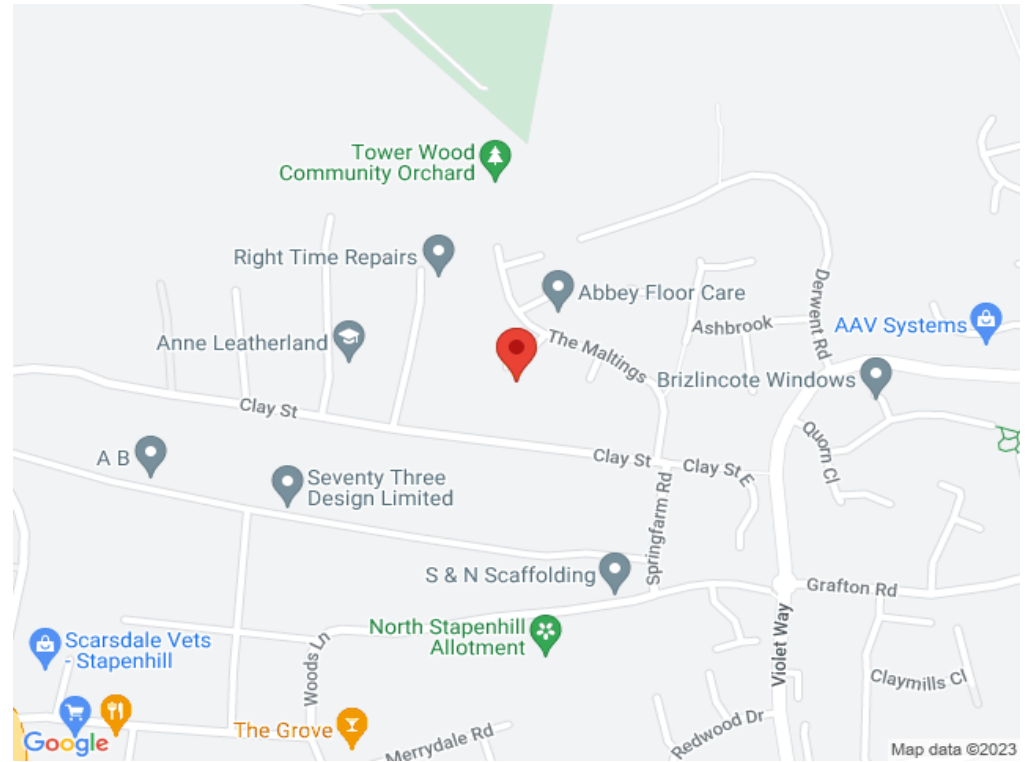 Tower Wood
Community Orchard
Right Time Repairs
Abbey Floor Care
Derwent Rd
AAV Systems
Ashbrook
Anne Leatherland
The Maltings
Brizlincote Windows
Clay St
Quorn Cl
A B
Clay St
Clay St E
Seventy Three
Design Limited
Springfarm Rd
S & N Scaffolding
Grafton Rd
North Stapenhill
Allotment
Violet Way
Scarsdale Vets
- Stapenhill
Woods Ln
Claymills Cl
The Grove
Redwood Dr
Merrydale Rd
Google
Map data ©2023